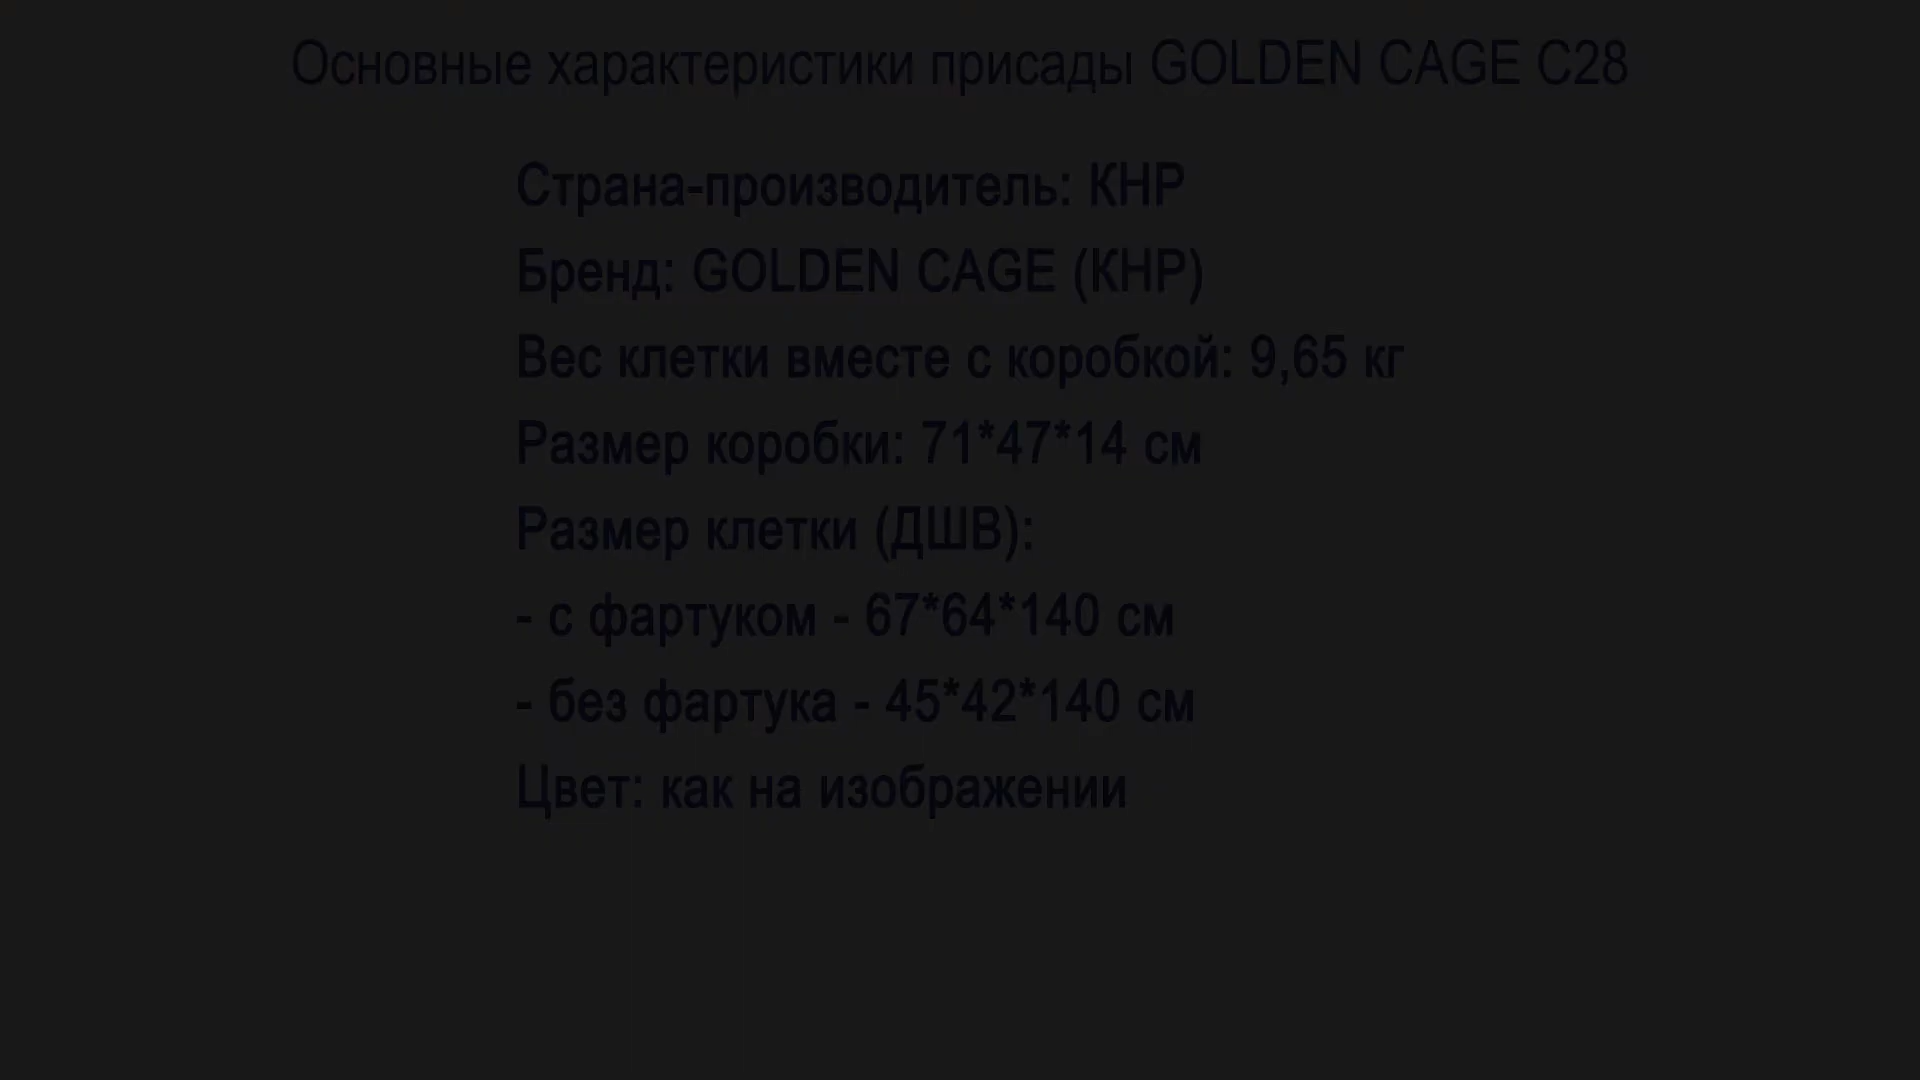 Основные характеристики присады GOLDEN CAGE C28
Страна-производитель: КНР
Бренд: GOLDEN CAGE (КНР)
Вес клетки вместе с коробкой: 9,65 кг
Размер коробки: 71*47*14 см
Размер клетки (ДШВ):
- с фартуком - 67*64*140 см
- без фартука - 45*42*140 см
Цвет: как на изображении